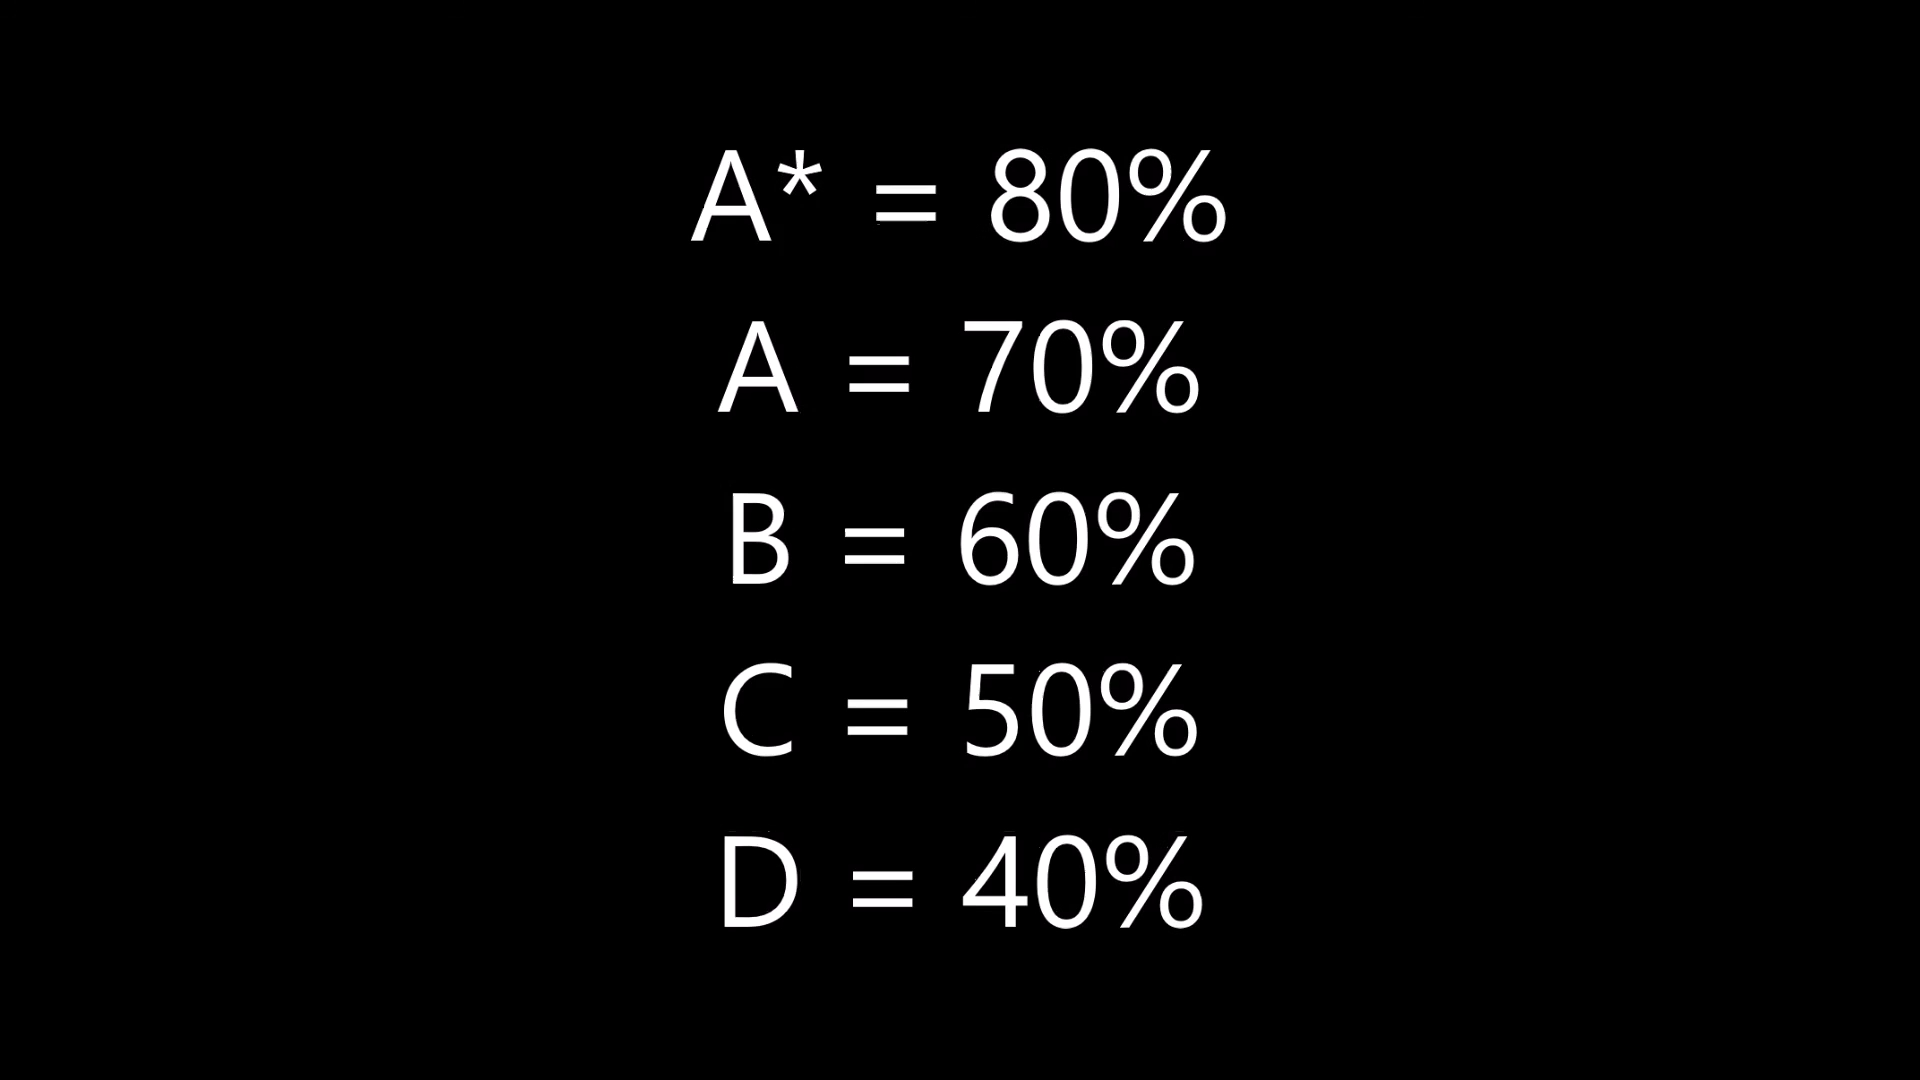 A* = 80%
A = 70%
B = 60%
C = 50%
D = 40%